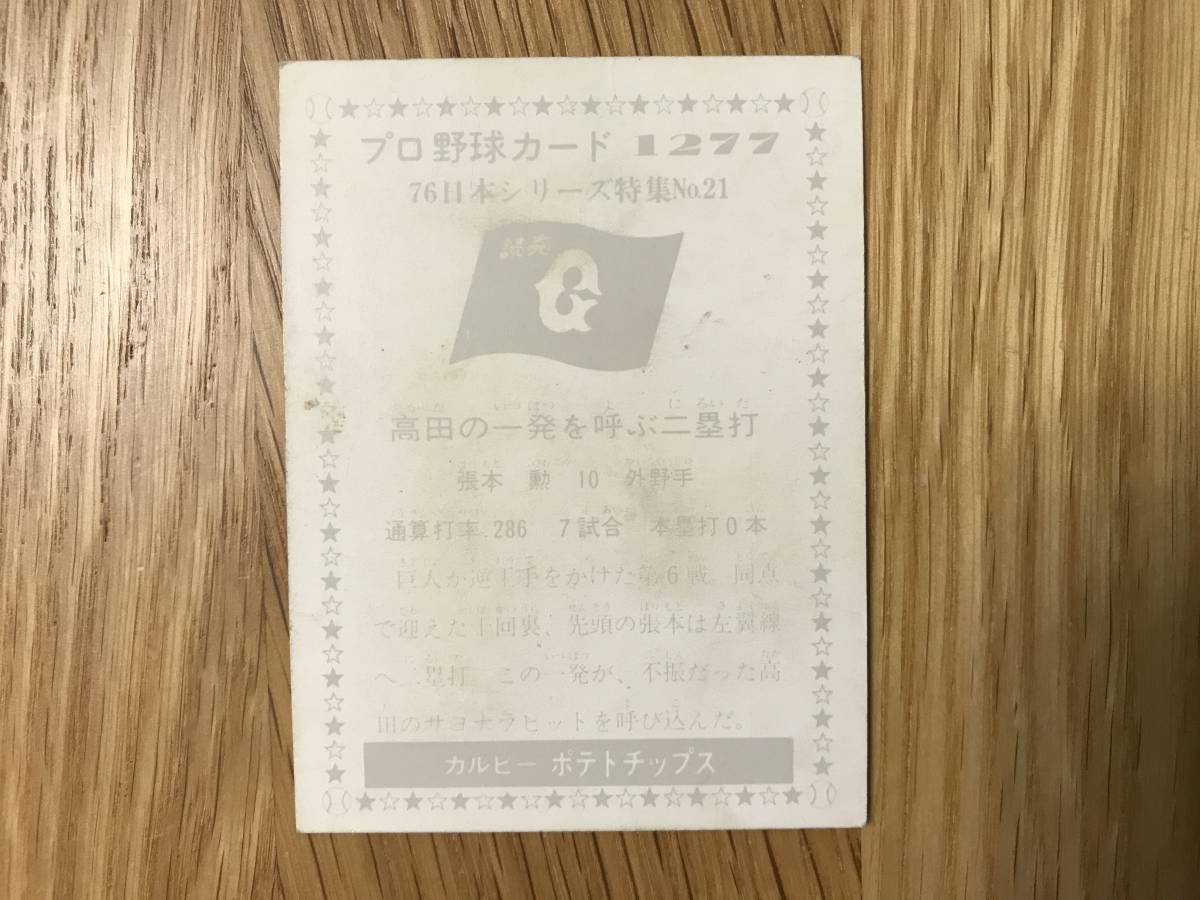 プロ野球カード 1277
76日本シリーズ特集No.21
読売
G
高田の一発を呼ぶ二塁打
張本 勲 10 外野手
通算打率.286 7試合 本塁打0本
巨人が逆王手をかけた第6戦。同点
で迎えた十回裏、先頭の張本は左翼線
へ二塁打。この一発が、不振だった高
田のサヨナラヒットを呼び込んだ。
カルビー ポテトチップス